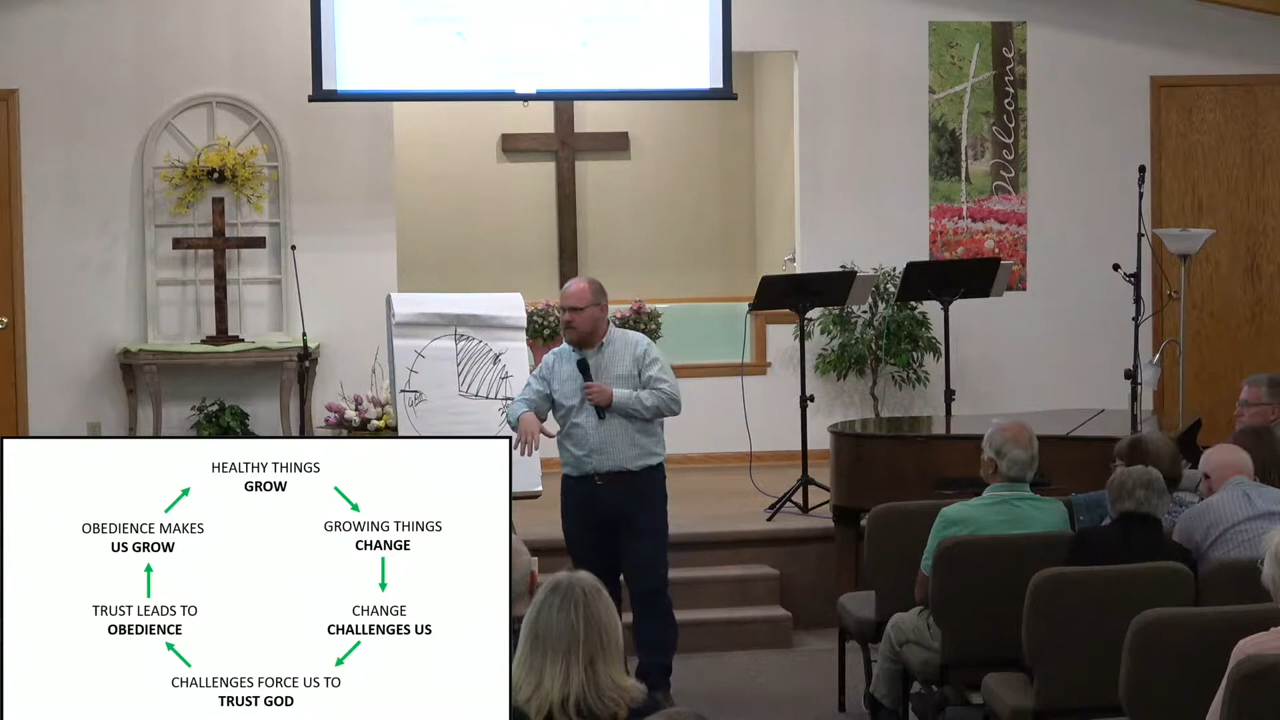 Welcome
HEALTHY THINGS
GROW
GROWING THINGS
CHANGE
CHANGE
CHALLENGES US
CHALLENGES FORCE US TO
TRUST GOD
TRUST LEADS TO
OBEDIENCE
OBEDIENCE MAKES
US GROW